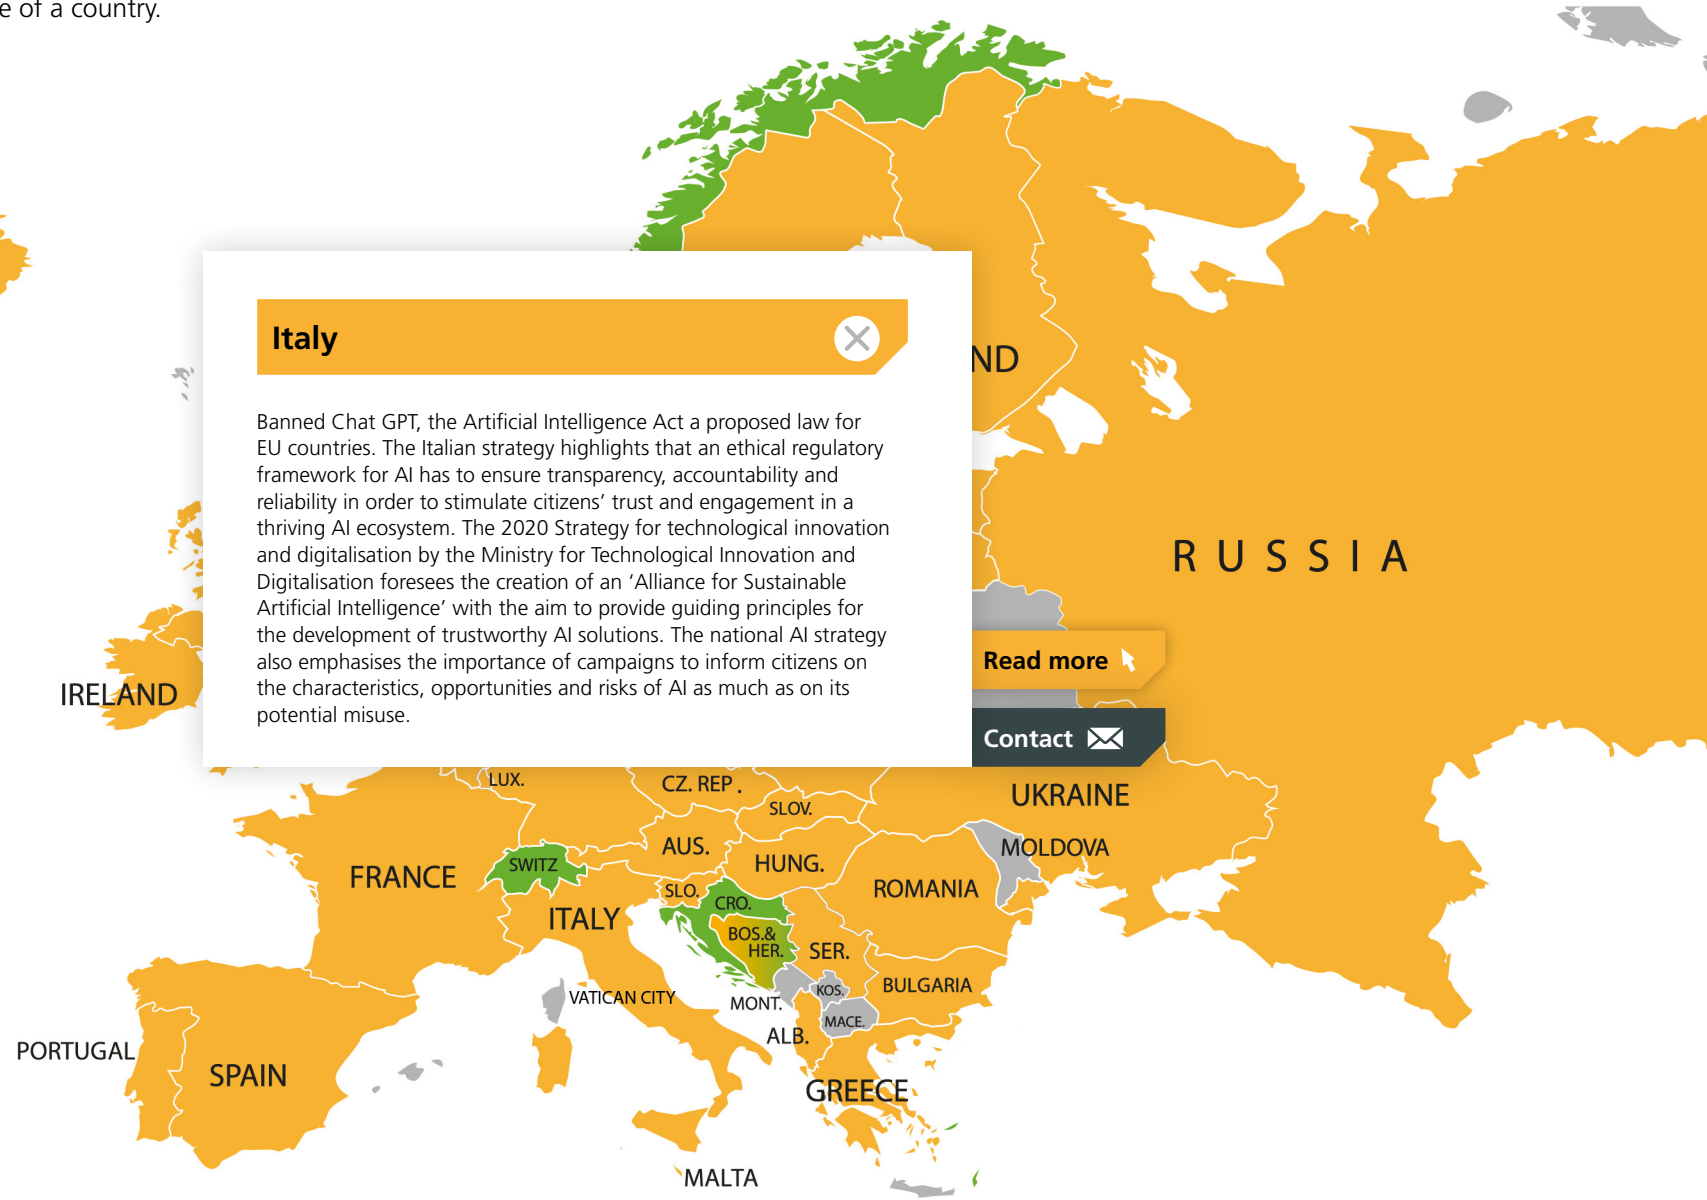 e of a country.
Italy
Banned Chat GPT, the Artificial Intelligence Act a proposed law for
EU countries. The Italian strategy highlights that an ethical regulatory
framework for AI has to ensure transparency, accountability and
reliability in order to stimulate citizens’ trust and engagement in a
thriving AI ecosystem. The 2020 Strategy for technological innovation
and digitalisation by the Ministry for Technological Innovation and
Digitalisation foresees the creation of an ‘Alliance for Sustainable
Artificial Intelligence’ with the aim to provide guiding principles for
the development of trustworthy AI solutions. The national AI strategy
also emphasises the importance of campaigns to inform citizens on
the characteristics, opportunities and risks of AI as much as on its
potential misuse.
ND
RUSSIA
Read more
Contact
IRELAND
LUX.
CZ. REP.
UKRAINE
SLOV.
AUS.
MOLDOVA
HUNG.
SWITZ
FRANCE
ROMANIA
SLO.
CRO.
ITALY
BOS.&
HER.
SER.
BULGARIA
KOS.
VATICAN CITY
MONT.
MACE.
ALB.
PORTUGAL
SPAIN
GREECE
MALTA